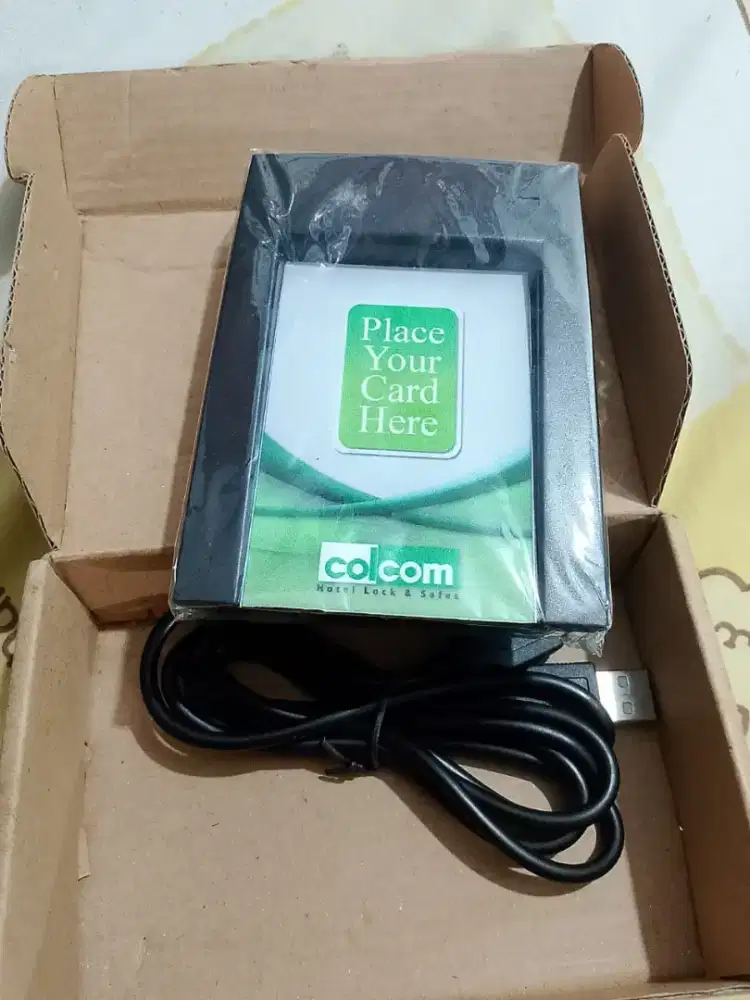 Place
Your
Card
Here
colcom
Hotel Lock & Safes